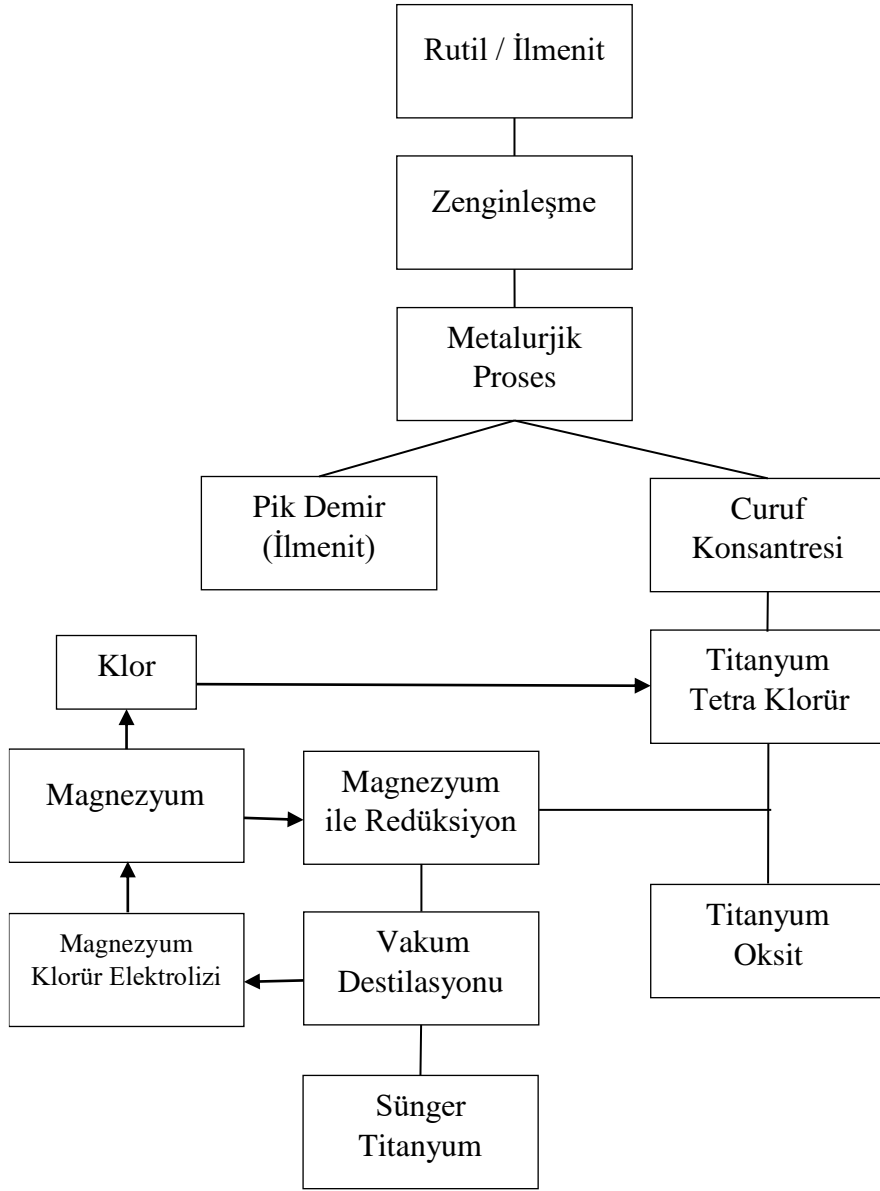 Rutil / İlmenit
Zenginleşme
Metalurjik
Proses
Pik Demir
(İlmenit)
Curuf
Konsantresi
Klor
Titanyum
Tetra Klorür
Magnezyum
Magnezyum
ile Redüksiyon
Magnezyum
Klorür Elektrolizi
Vakum
Destilasyonu
Titanyum
Oksit
Sünger
Titanyum